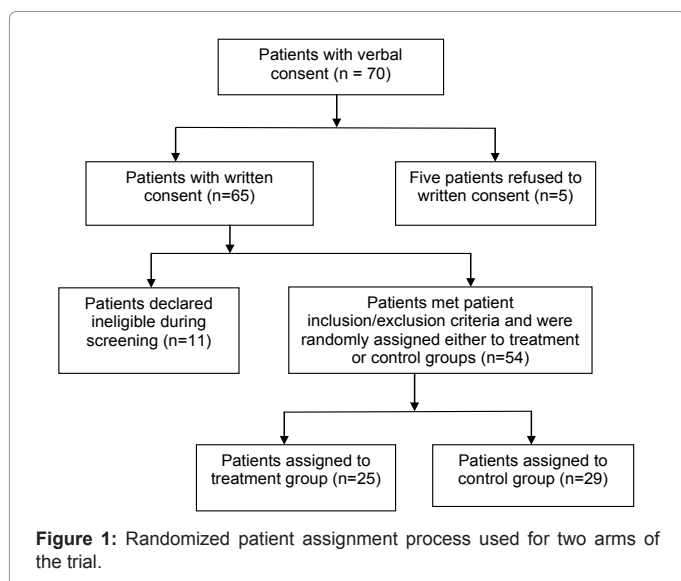 Patients with verbal
consent (n = 70)
Patients with written
consent (n=65)
Five patients refused to
written consent (n=5)
Patients declared
ineligible during
screening (n=11)
Patients met patient
inclusion/exclusion criteria and were
randomly assigned either to treatment
or control groups
(n=54)
Patients assigned to
treatment group (n=25)
Patients assigned to
control group (n=29)
Figure 1: Randomized patient assignment process used for two arms of
the trial.